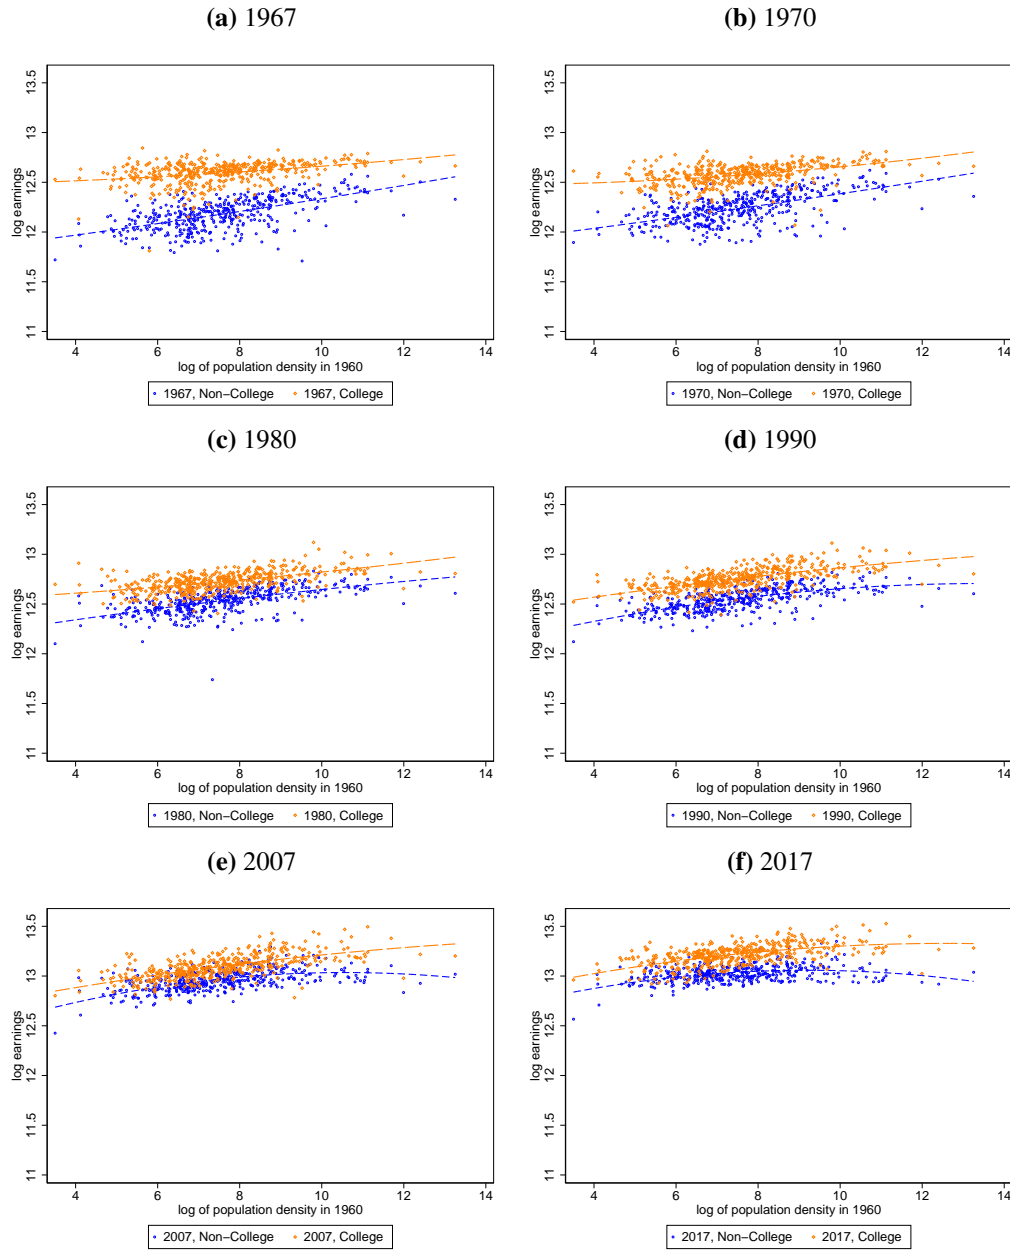 (a) 1967
(b) 1970
log earnings
13.5
13
12.5
12
11.5
11
4 6 8 10 12 14
log of population density in 1960
1967, Non−College 1967, College
log earnings
13.5
13
12.5
12
11.5
11
4 6 8 10 12 14
log of population density in 1960
1970, Non−College 1970, College
(c) 1980
(d) 1990
log earnings
13.5
13
12.5
12
11.5
11
4 6 8 10 12 14
log of population density in 1960
1980, Non−College 1980, College
log earnings
13.5
13
12.5
12
11.5
11
4 6 8 10 12 14
log of population density in 1960
1990, Non−College 1990, College
(e) 2007
(f) 2017
log earnings
13.5
13
12.5
12
11.5
11
4 6 8 10 12 14
log of population density in 1960
2007, Non−College 2007, College
log earnings
13.5
13
12.5
12
11.5
11
4 6 8 10 12 14
log of population density in 1960
2017, Non−College 2017, College